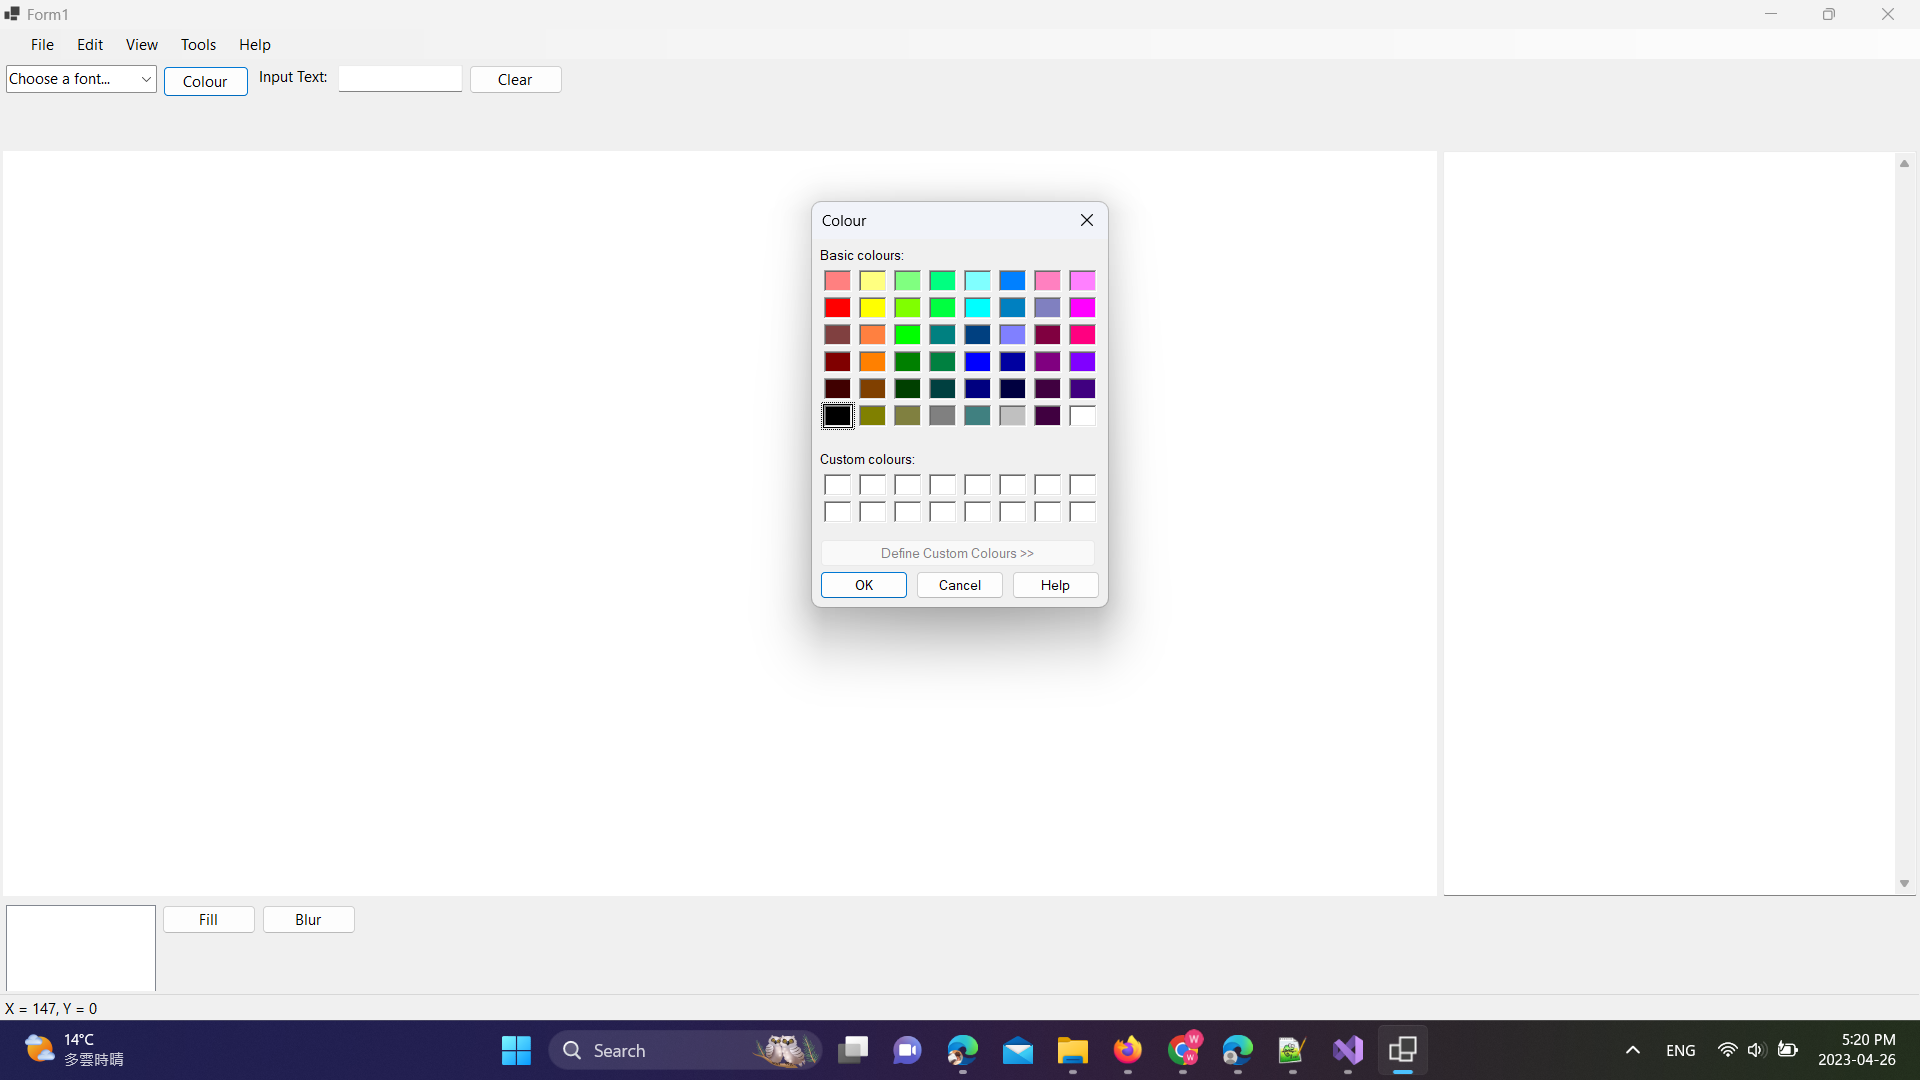 Form1
File Edit View Tools Help
Choose a font... Colour Input Text: Clear
Colour
Basic colours:
Custom colours:
Define Custom Colours >>
OK Cancel Help
Fill Blur
X = 147, Y = 0
14°C
多雲時晴
Search
W
W
ENG
5:20 PM
2023-04-26